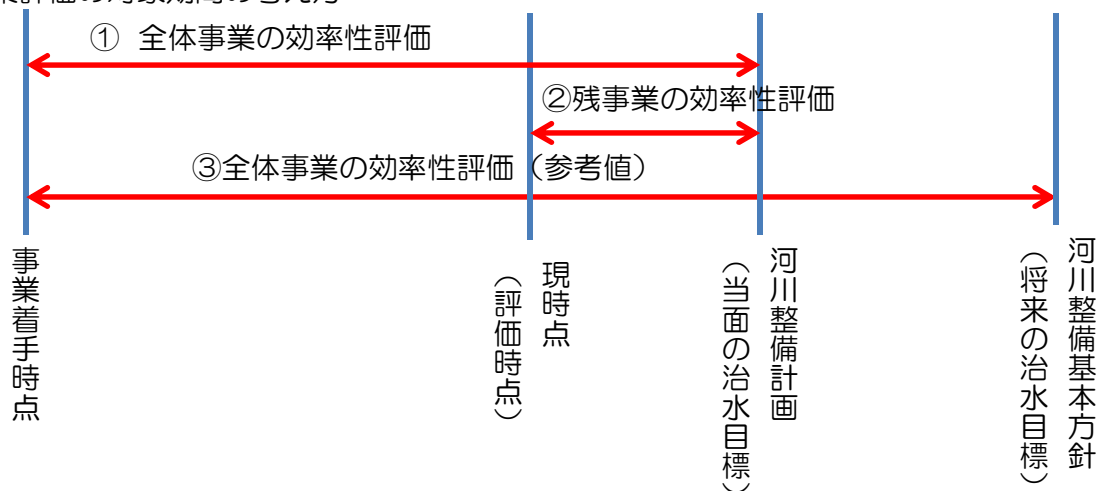 ① 全体事業の効率性評価
②残事業の効率性評価
③全体事業の効率性評価（参考値）
事業着手時点
現時点
（評価時点）
河川整備計画
（当面の治水目標）
河川整備基本方針
（将来の治水目標）